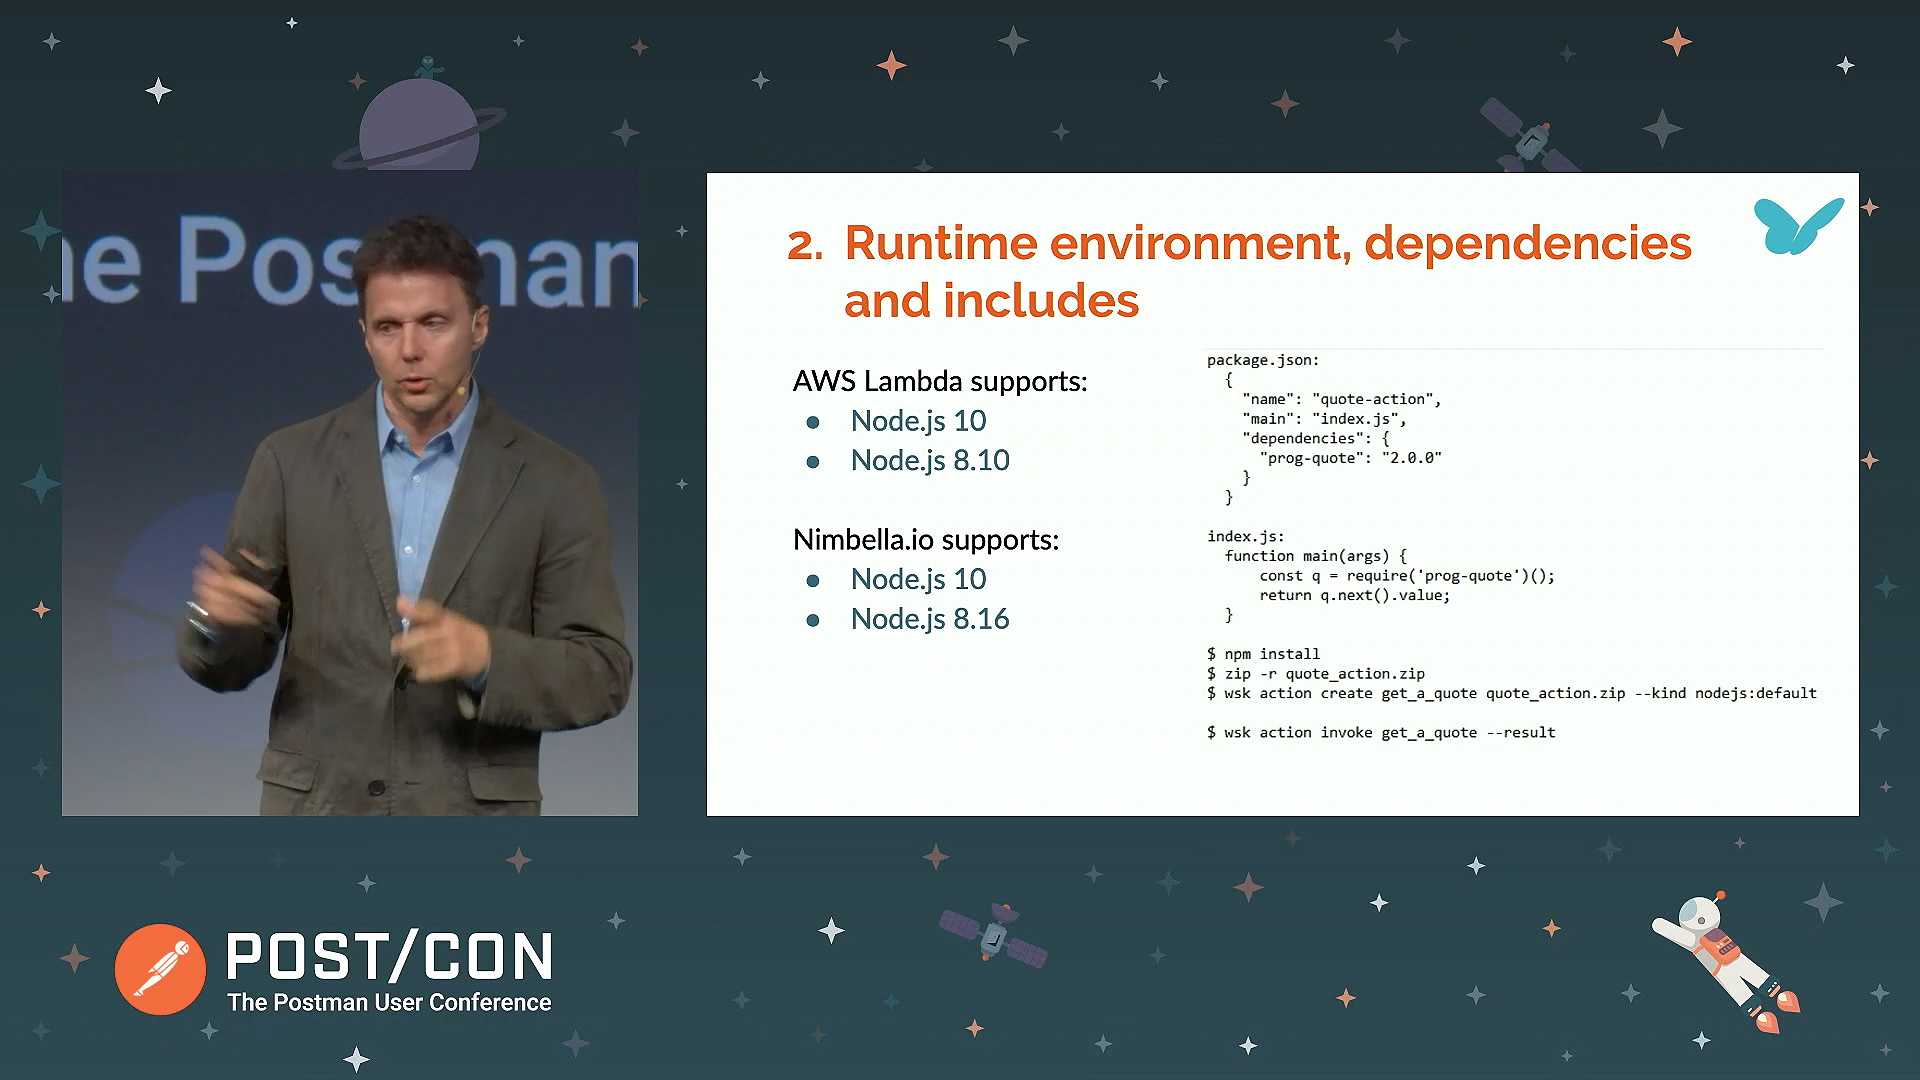 he Postman
2. Runtime environment, dependencies
and includes
AWS Lambda supports:
● Node.js 10
● Node.js 8.10
Nimbella.io supports:
● Node.js 10
● Node.js 8.16
package.json:
{
"name": "quote-action",
"main": "index.js",
"dependencies": {
"prog-quote": "2.0.0"
}
}
index.js:
function main(args) {
const q = require('prog-quote')();
return q.next().value;
}
$ npm install
$ zip -r quote_action.zip
$ wsk action create get_a_quote quote_action.zip --kind nodejs:default
$ wsk action invoke get_a_quote --result
POST/CON
The Postman User Conference